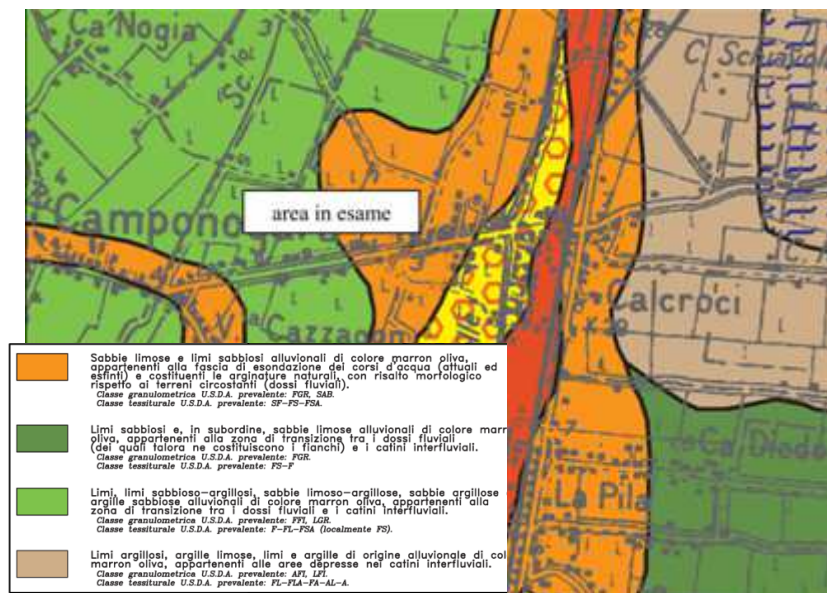 Ca Nogia
3
Sc.
C. Schiavo
5
4
area in esame
Campono
3
Calcroci
Cazzagon
Sabbie limose e limi sabbiosi alluvionali di colore marron oliva,
appartenenti alla fascia di esondazione dei corsi d'acqua (attuali ed
estinti) e costituenti le arginature naturali, con risalto morfologico
rispetto ai terreni circostanti (dossi fluviali).
Classe granulometrica U.S.D.A. prevalente: FGR, SAB.
Classe tessiturale U.S.D.A. prevalente: SF-FS-FSA.
Limi sabbiosi e, in subordine, sabbie limose alluvionali di colore marr
oliva, appartenenti alla zona di transizione tra i dossi fluviali
(dei quali talora ne costituiscono i fianchi) e i catini interfluviali.
Classe granulometrica U.S.D.A. prevalente: FGR.
Classe tessiturale U.S.D.A. prevalente: FS-F
Limi, limi sabbioso-argillosi, sabbie limoso-argillose, sabbie argillose
argille sabbiose alluvionali di colore marron oliva, appartenenti alla
zona di transizione tra i dossi fluviali e i catini interfluviali.
Classe granulometrica U.S.D.A. prevalente: FFI, LGR.
Classe tessiturale U.S.D.A. prevalente: F-FL-FSA (localmente FS).
Limi argillosi, argille limose, limi e argille di origine alluvionale di col
marron oliva, appartenenti alle aree depresse nei catini interfluviali.
Classe granulometrica U.S.D.A. prevalente: AFI, LFI.
Classe tessiturale U.S.D.A. prevalente: FL-FLA-FA-AL-A.
7
Ca Diedo
La Pila